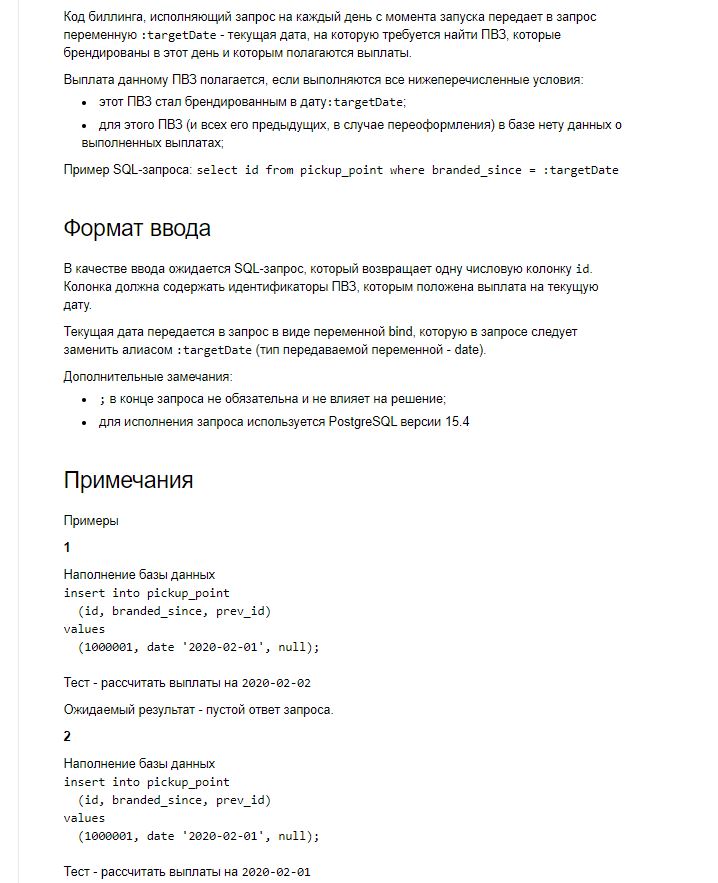 Код биллинга, исполняющий запрос на каждый день с момента запуска передает в запрос
переменную :targetDate - текущая дата, на которую требуется найти ПВЗ, которые
брендированы в этот день и которым полагаются выплаты.
Выплата данному ПВЗ полагается, если выполняются все нижеперечисленные условия:
• этот ПВЗ стал брендированным в дату:targetDate;
• для этого ПВЗ (и всех его предыдущих, в случае переоформления) в базе нету данных о
выполненных выплатах;
Пример SQL-запроса: select id from pickup_point where branded_since = :targetDate
Формат ввода
В качестве ввода ожидается SQL-запрос, который возвращает одну числовую колонку id.
Колонка должна содержать идентификаторы ПВЗ, которым положена выплата на текущую
дату.
Текущая дата передается в запрос в виде переменной bind, которую в запросе следует
заменить алиасом :targetDate (тип передаваемой переменной - date).
Дополнительные замечания:
• ; в конце запроса не обязательна и не влияет на решение;
• для исполнения запроса используется PostgreSQL версии 15.4
Примечания
Примеры
1
Наполнение базы данных
insert into pickup_point
(id, branded_since, prev_id)
values
(1000001, date '2020-02-01', null);
Тест - рассчитать выплаты на 2020-02-02
Ожидаемый результат - пустой ответ запроса.
2
Наполнение базы данных
insert into pickup_point
(id, branded_since, prev_id)
values
(1000001, date '2020-02-01', null);
Тест - рассчитать выплаты на 2020-02-01